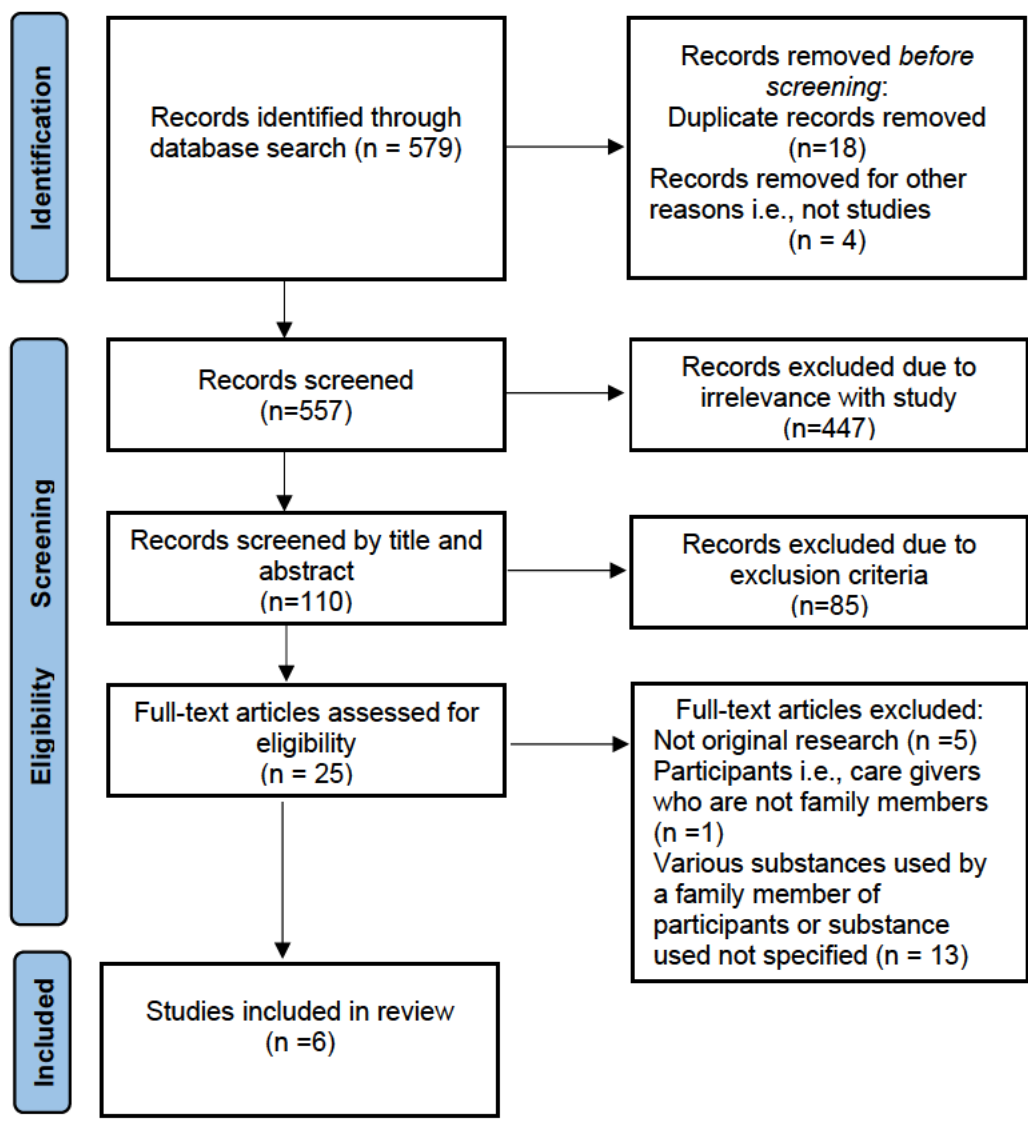 Identification
Records identified through
database search (n = 579)
Records removed before
screening:
Duplicate records removed
(n=18)
Records removed for other
reasons i.e., not studies
(n = 4)
Screening
Records screened
(n=557)
Records excluded due to
irrelevance with study
(n=447)
Records screened by title and
abstract
(n=110)
Records excluded due to
exclusion criteria
(n=85)
Eligibility
Full-text articles assessed for
eligibility
(n = 25)
Full-text articles excluded:
Not original research (n =5)
Participants i.e., care givers
who are not family members
(n =1)
Various substances used by
a family member of
participants or substance
used not specified (n = 13)
Included
Studies included in review
(n =6)